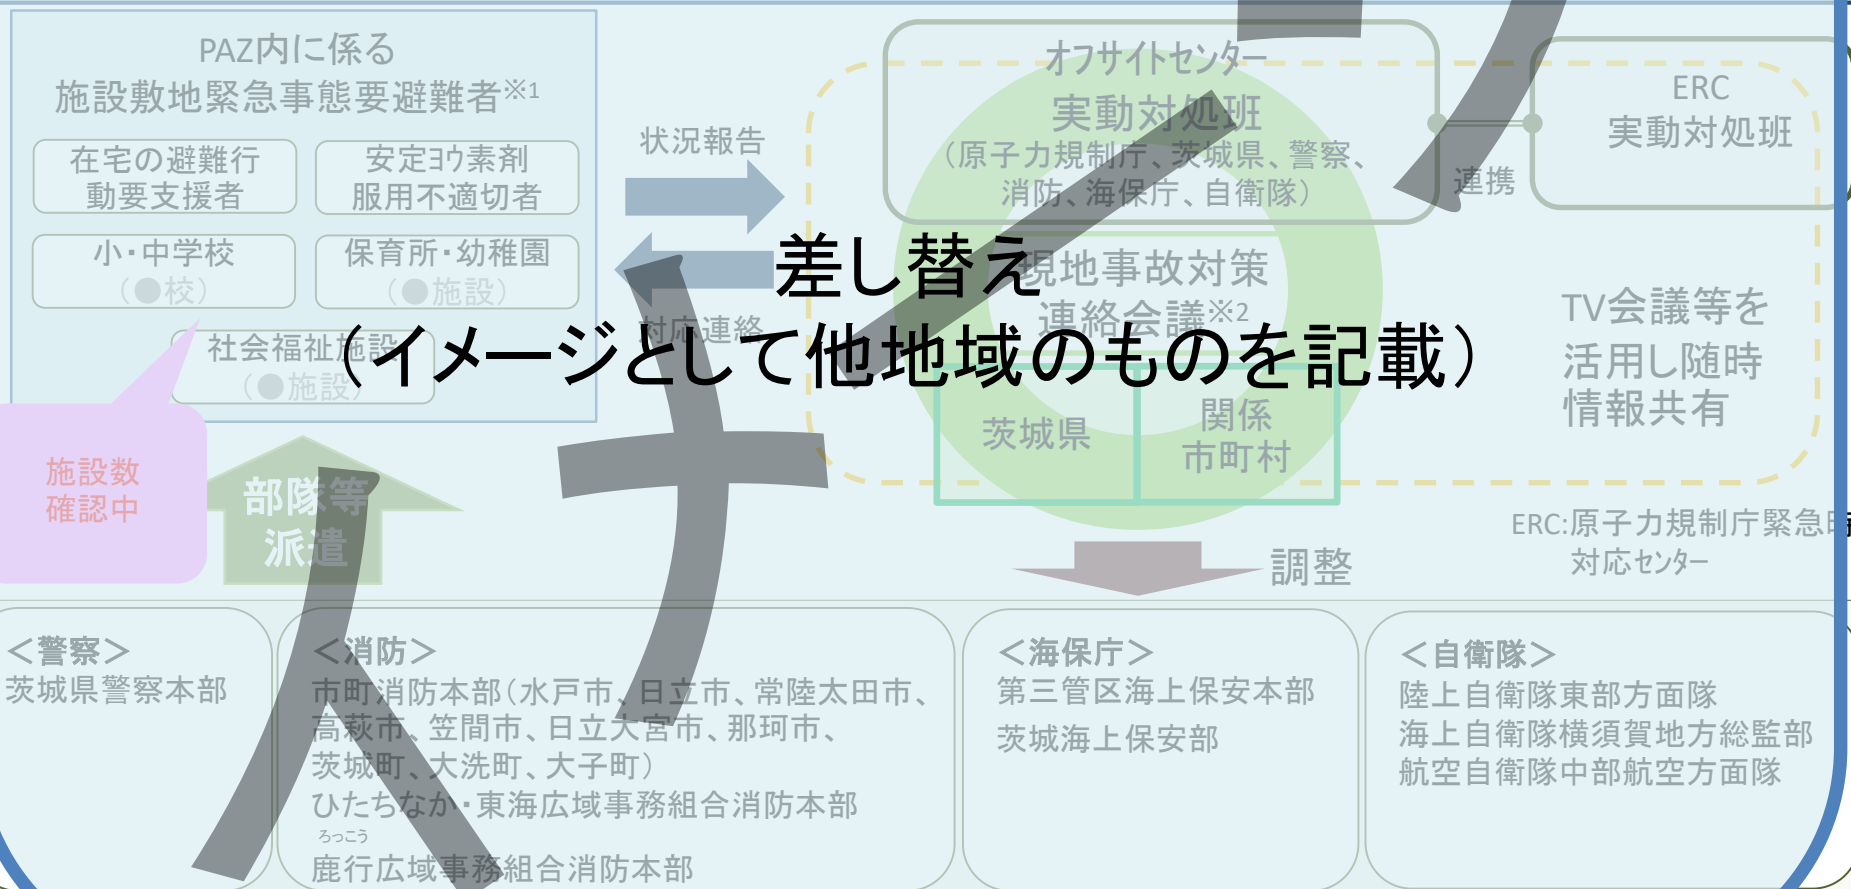 PAZ内に係る
施設敷地緊急事態要避難者※1
在宅の避難行
動要支援者
安定ﾖｳ素剤
服用不適切者
小・中学校
（●校）
保育所・幼稚園
（●施設）
社会福祉施設
（●施設）
施設数
確認中
部隊等
派遣
状況報告
対応連絡
オフサイトセンター
実動対処班
（原子力規制庁、茨城県、警察、
消防、海保庁、自衛隊）
連携
ERC
実動対処班
現地事故対策
連絡会議※2
茨城県
関係
市町村
TV会議等を
活用し随時
情報共有
差し替え
（イメージとして他地域のものを記載）
調整
ERC:原子力規制庁緊急時
対応センター
＜警察＞
茨城県警察本部
＜消防＞
市町消防本部（水戸市、日立市、常陸太田市、
高萩市、笠間市、日立大宮市、那珂市、
茨城町、大洗町、大子町）
ひたちなか・東海広域事務組合消防本部
ろっこう
鹿行広域事務組合消防本部
＜海保庁＞
第三管区海上保安本部
茨城海上保安部
＜自衛隊＞
陸上自衛隊東部方面隊
海上自衛隊横須賀地方総監部
航空自衛隊中部航空方面隊